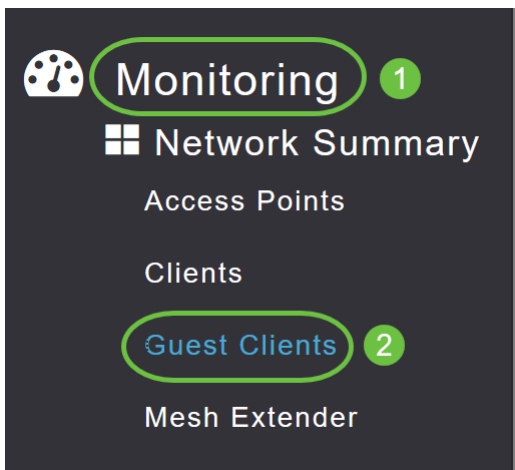 Monitoring 1
Network Summary
Access Points
Clients
Guest Clients 2
Mesh Extender